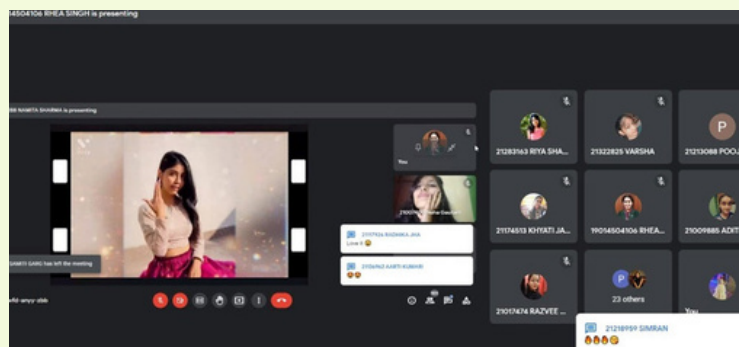 14504106 RHEA SINGH is presenting
NAMITA SHARMA is presenting
You
21283163 RIYA SHA...
21322825 VARSHA
21213088 POOJ
Love it
21174513 KHYATI JA...
19014504106 RHEA...
21009885 ADITI
AARTI KUMARI
GARG has left the meeting
21017474 RAZVEE ...
23 others
You
21218959 SIMRAN